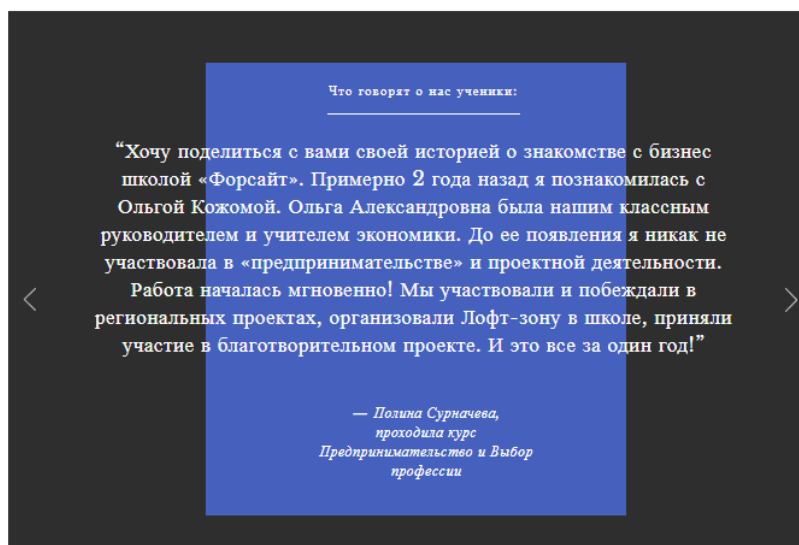 Что говорят о нас ученики:
“Хочу поделиться с вами своей историей о знакомстве с бизнес
школой «Форсайт». Примерно 2 года назад я познакомилась с
Ольгой Кожомой. Ольга Александровна была нашим классным
руководителем и учителем экономики. До ее появления я никак не
участвовала в «предпринимательстве» и проектной деятельности.
Работа началась мгновенно! Мы участвовали и побеждали в
региональных проектах, организовали Лофт-зону в школе, приняли
участие в благотворительном проекте. И это все за один год!”
— Полина Сурначева,
проходила курс
Предпринимательство и Выбор
профессии